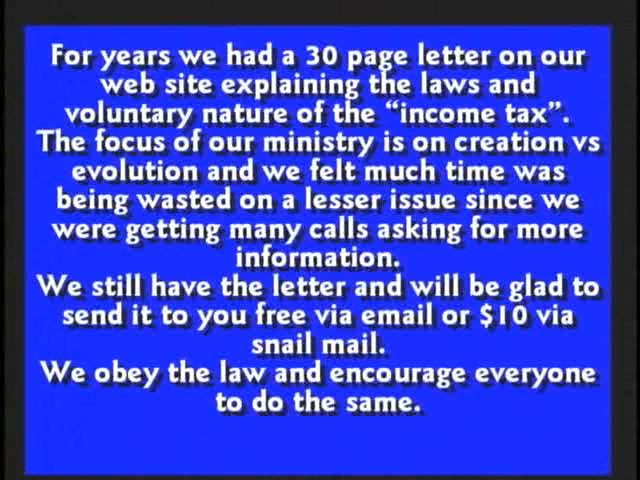 For years we had a 30 page letter on our
web site explaining the laws and
voluntary nature of the “income tax”.
The focus of our ministry is on creation vs
evolution and we felt much time was
being wasted on a lesser issue since we
were getting many calls asking for more
information.
We still have the letter and will be glad to
send it to you free via email or $10 via
snail mail.
We obey the law and encourage everyone
to do the same.